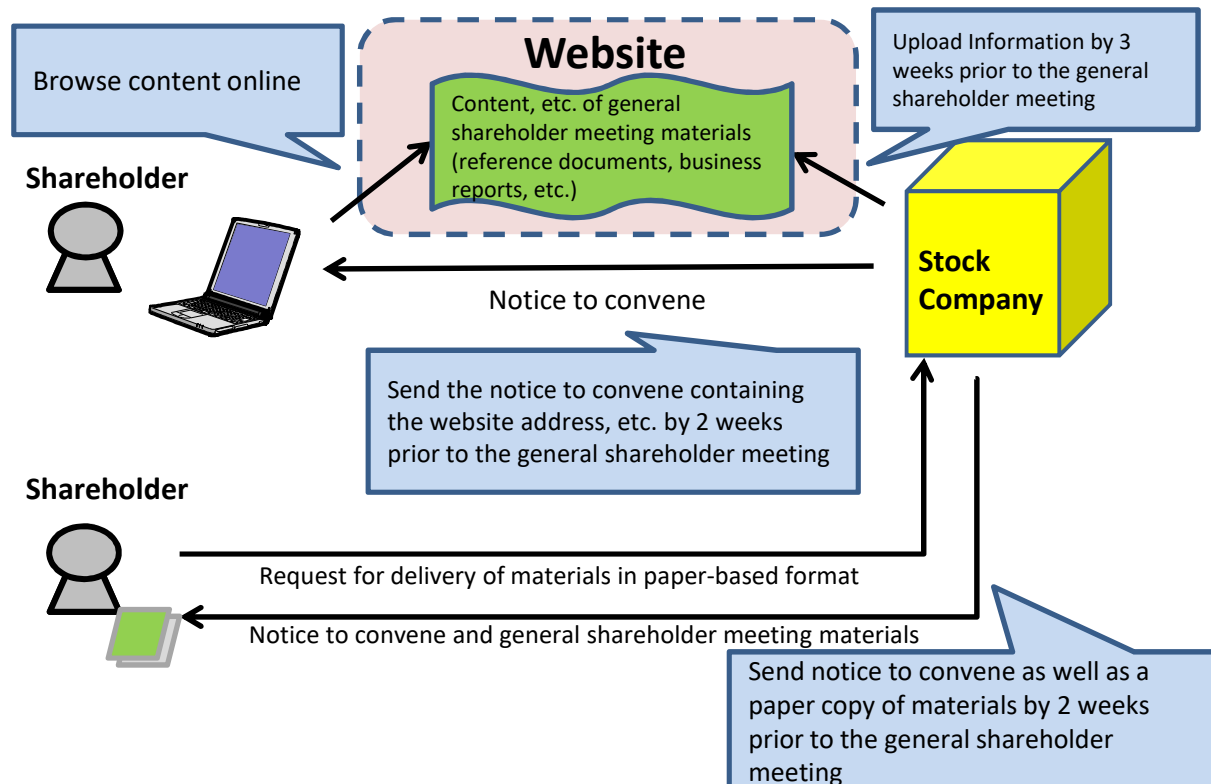 Website
Browse content online
Content, etc. of general
shareholder meeting materials
(reference documents, business
reports, etc.)
Upload Information by 3
weeks prior to the general
shareholder meeting
Shareholder
Stock
Company
Notice to convene
Send the notice to convene containing
the website address, etc. by 2 weeks
prior to the general shareholder meeting
Shareholder
Request for delivery of materials in paper-based format
Notice to convene and general shareholder meeting materials
Send notice to convene as well as a
paper copy of materials by 2 weeks
prior to the general shareholder
meeting